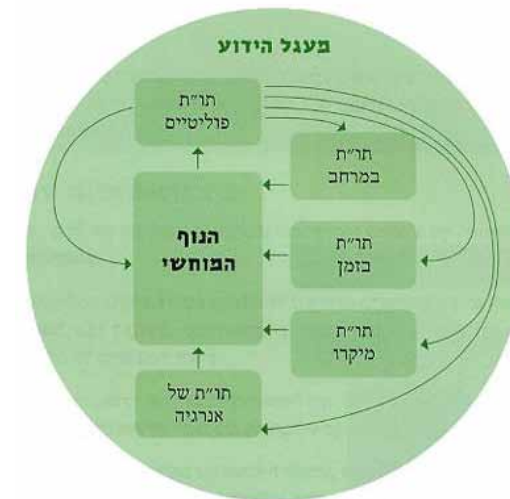 מעגל הידוע
תו״ת
פוליטיים
תו״ת
במרחב
הנוף
המוחשי
תו״ת
בזמן
תו״ת
מיקרו
תו״ת של
אנרגיה